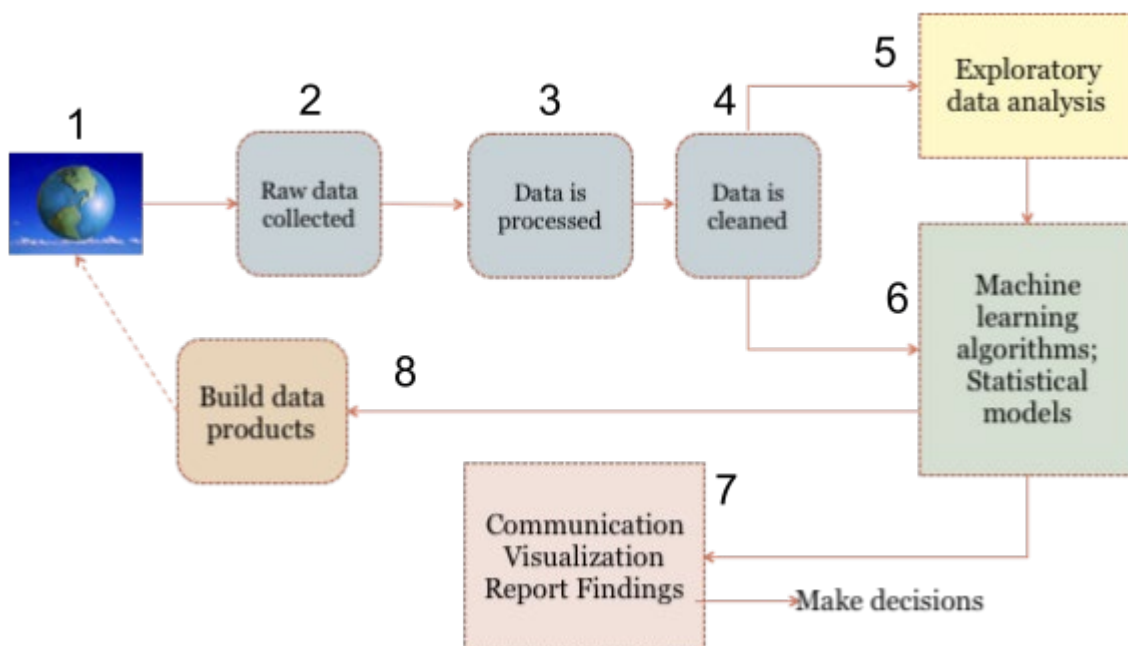 1
2
Raw data
collected
3
Data is
processed
4
Data is
cleaned
5
Exploratory
data analysis
6
Machine
learning
algorithms;
Statistical
models
7
Communication
Visualization
Report Findings
Make decisions
8
Build data
products